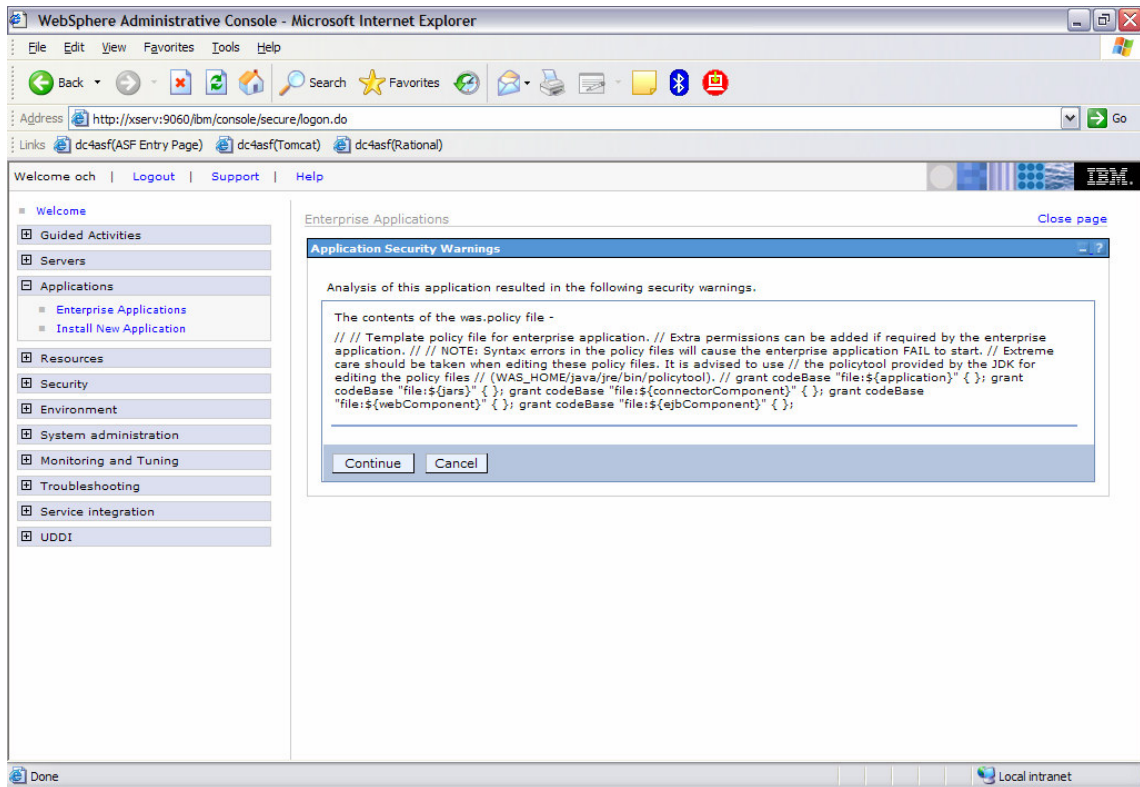 WebSphere Administrative Console - Microsoft Internet Explorer
File Edit View Favorites Tools Help
Back Search Favorites
Address http://xserv:9060/ibm/console/secure/logon.do Go
Links dc4asf(ASF Entry Page) dc4asf(Tomcat) dc4asf(Rational)
Welcome och | Logout | Support | Help IBM.
Welcome
Guided Activities
Servers
Applications
Enterprise Applications
Install New Application
Resources
Security
Environment
System administration
Monitoring and Tuning
Troubleshooting
Service integration
UDDI
Enterprise Applications Close page
Application Security Warnings - ?
Analysis of this application resulted in the following security warnings.
The contents of the was.policy file -
// // Template policy file for enterprise application. // Extra permissions can be added if required by the enterprise
application. // // NOTE: Syntax errors in the policy files will cause the enterprise application FAIL to start. // Extreme
care should be taken when editing these policy files. It is advised to use // the policytool provided by the JDK for
editing the policy files // (WAS_HOME/java/jre/bin/policytool). // grant codeBase "file:${application}" { }; grant
codeBase "file:${jars}" { }; grant codeBase "file:${connectorComponent}" { }; grant codeBase
"file:${webComponent}" { }; grant codeBase "file:${ejbComponent}" { };
Continue Cancel
Done Local intranet